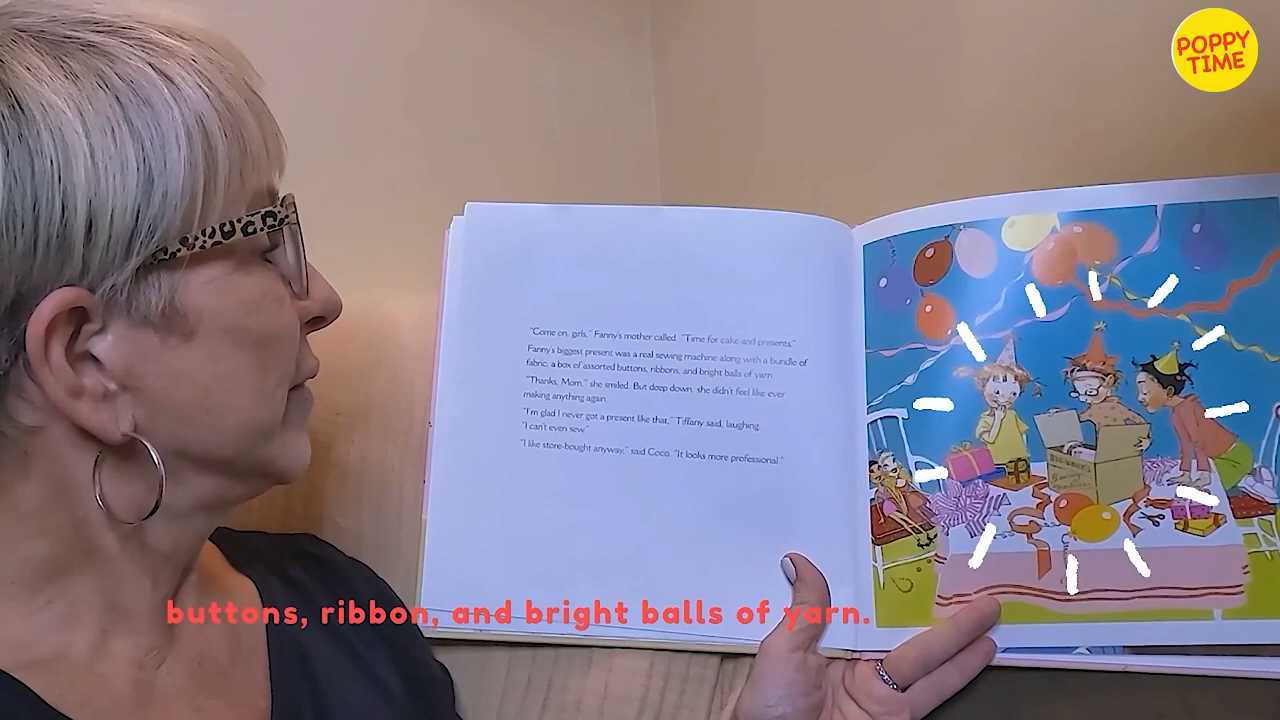 POPPY
TIME
"Come on, girls," Fanny's mother called. "Time for cake and presents."
Fanny's biggest present was a real sewing machine along with a bundle of
fabric, a box of assorted buttons, ribbons, and bright balls of yarn.
"Thanks, Mom," she smiled. But deep down, she didn't feel like ever
making anything again.
"I'm glad I never got a present like that," Tiffany said, laughing.
"I can't even sew."
"I like store-bought anyway," said Coco. "It looks more professional."
buttons, ribbon, and bright balls of yarn.